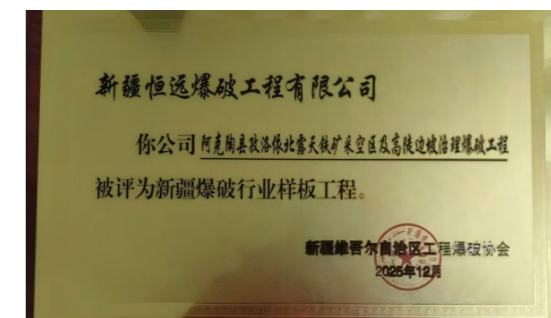 新疆恒远爆破工程有限公司
你公司阿克陶县孜洛依北露天铁矿采空区及高陡边坡治理爆破工程
被评为新疆爆破行业样板工程。
新疆维吾尔自治区工程爆破协会
2025年12月